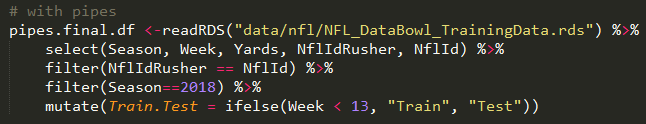 # with pipes
pipes.final.df <-readRDS("data/nfl/NFL_DataBowl_TrainingData.rds") %>%
    select(Season, Week, Yards, NflIdRusher, NflId) %>%
    filter(NflIdRusher == NflId) %>%
    filter(Season==2018) %>%
    mutate(Train.Test = ifelse(Week < 13, "Train", "Test"))